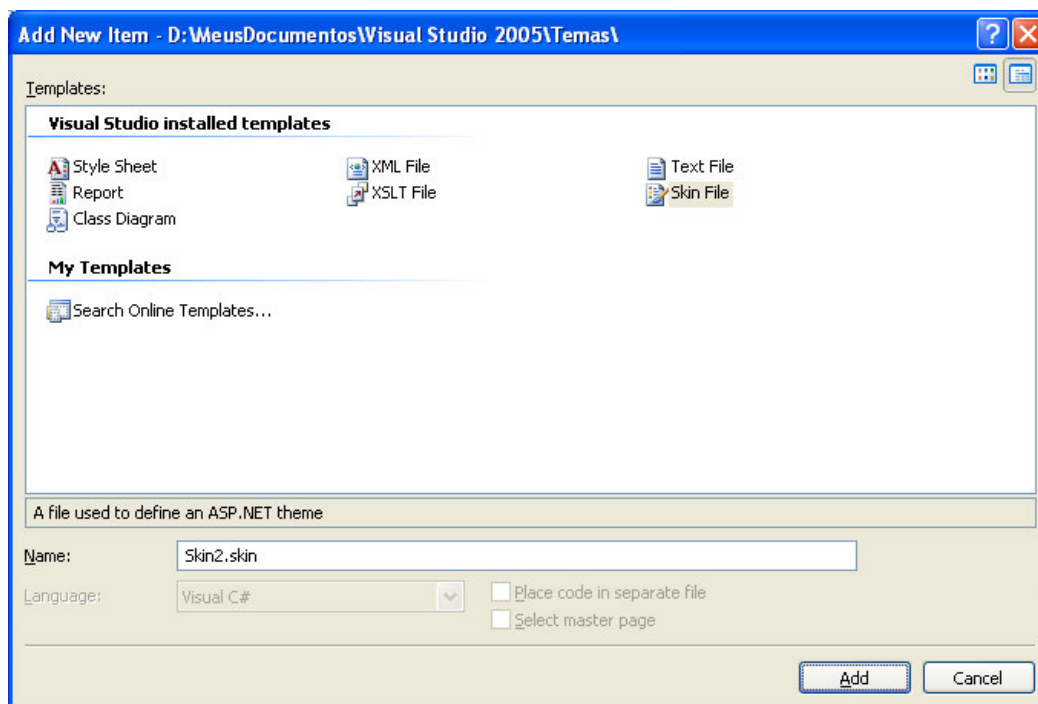 Add New Item - D:\MeusDocumentos\Visual Studio 2005\Temas\
Templates:
Visual Studio installed templates
Style Sheet
XML File
Text File
Report
XSLT File
Skin File
Class Diagram
My Templates
Search Online Templates...
A file used to define an ASP.NET theme
Name:
Skin2.skin
Language:
Visual C#
Place code in separate file
Select master page
Add
Cancel